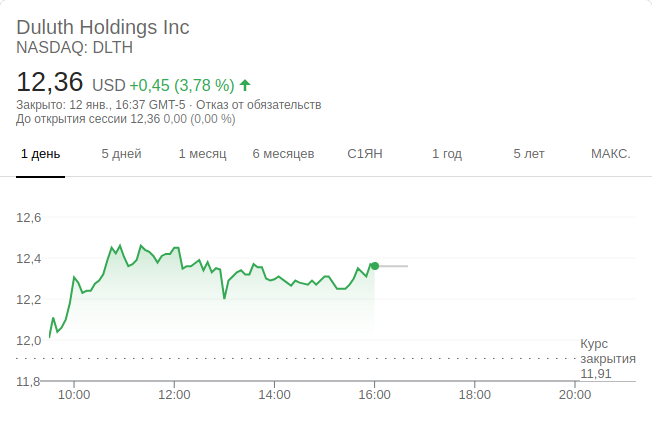 Duluth Holdings Inc
NASDAQ: DLTH
12,36 USD +0,45 (3,78 %)
Закрыто: 12 янв., 16:37 GMT-5 · Отказ от обязательств
До открытия сессии 12,36 0,00 (0,00 %)
1 день 5 дней 1 месяц 6 месяцев С1ЯН 1 год 5 лет МАКС.
12,6
12,4
12,2
12,0
Курс
закрытия
11,91
11,8
10:00 12:00 14:00 16:00 18:00 20:00